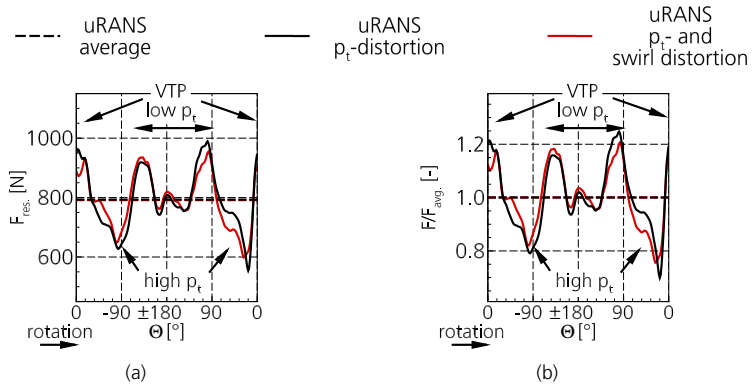 uRANS
average
uRANS
pt-distortion
uRANS
pt- and
swirl distortion
VTP
low pt
1000
800
600
Fres. [N]
high pt
0 -90 ±180 90 0
rotation
Θ [°]
(a)
VTP
low pt
1.2
1.0
0.8
F/Favg. [-]
high pt
0 -90 ±180 90 0
rotation
Θ [°]
(b)